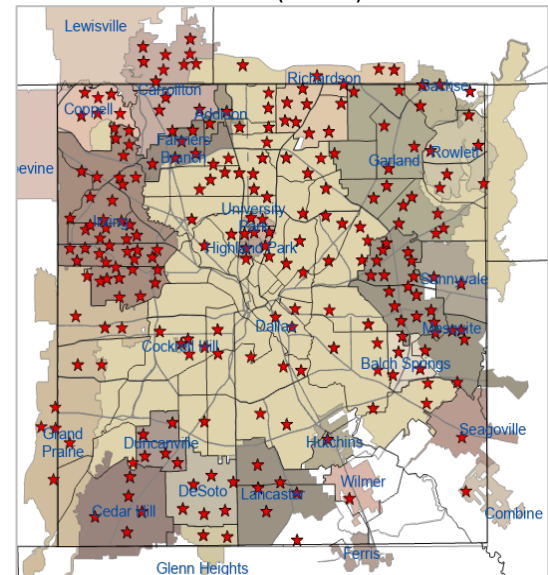 Lewisville
Richardson
Sachse
Carrollton
Coppell
Addison
Farmers
Branch
Garland
Rowlett
Irving
University
Park
Highland Park
Sunnyvale
Dallas
Mesquite
Cockrell Hill
Balch Springs
Grand
Prairie
Duncanville
Hutchins
Seagoville
DeSoto
Lancaster
Wilmer
Cedar Hill
Combine
Ferris
Glenn Heights